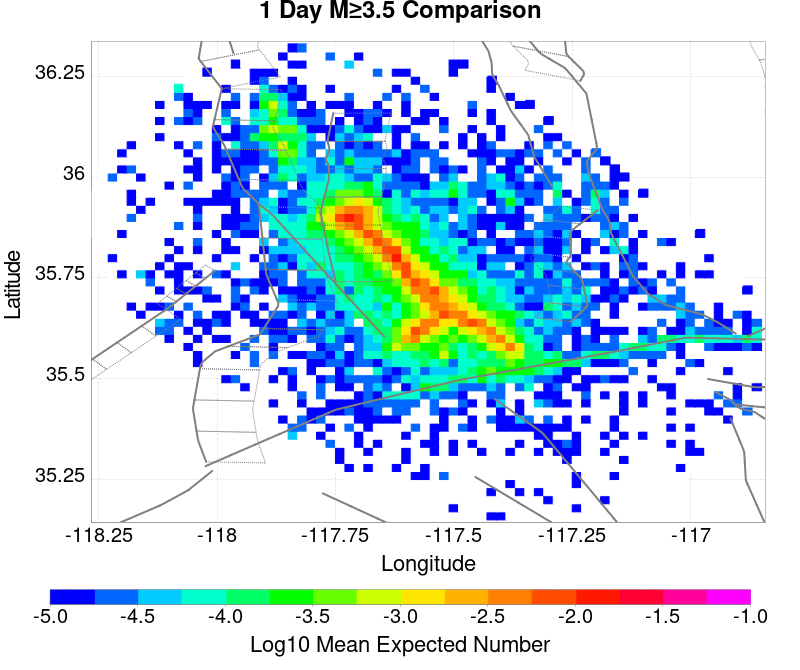 1 Day M≥3.5 Comparison
36.25
36
35.75
35.5
35.25
Latitude
-118.25 -118 -117.75 -117.5 -117.25 -117
Longitude
-5.0 -4.5 -4.0 -3.5 -3.0 -2.5 -2.0 -1.5 -1.0
Log10 Mean Expected Number